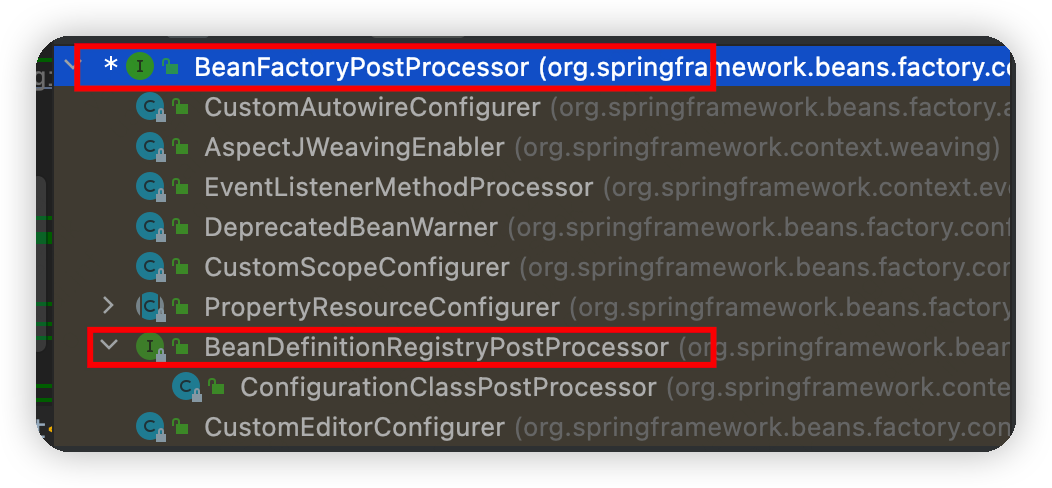 * I BeanFactoryPostProcessor (org.springframework.beans.factory.co
C CustomAutowireConfigurer (org.springframework.beans.factory.a
C AspectJWeavingEnabler (org.springframework.context.weaving)
C EventListenerMethodProcessor (org.springframework.context.eve
C DeprecatedBeanWarner (org.springframework.beans.factory.conf
C CustomScopeConfigurer (org.springframework.beans.factory.con
C PropertyResourceConfigurer (org.springframework.beans.factory
I BeanDefinitionRegistryPostProcessor (org.springframework.bean
C ConfigurationClassPostProcessor (org.springframework.conte
C CustomEditorConfigurer (org.springframework.beans.factory.con